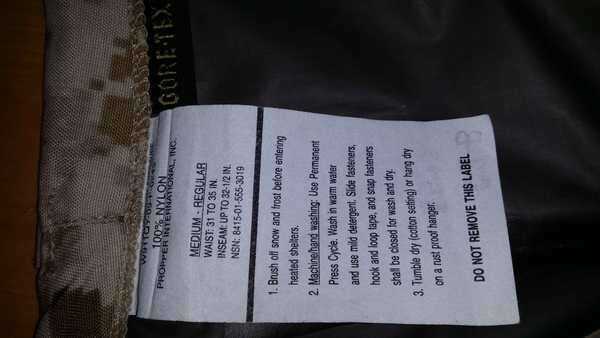 GORE-TEX
100% NYLON
PROPPER INTERNATIONAL, INC.
MEDIUM - REGULAR
WAIST: 31 TO 35 IN.
INSEAM: UP TO 32-1/2 IN.
NSN: 8415-01-555-3019
1. Brush off snow and frost before entering
heated shelters.
2. Machine/hand washing: Use Permanent
Press Cycle. Wash in warm water
and use mild detergent. Slide fasteners,
hook and loop tape, and snap fasteners
shall be closed for wash and dry.
3. Tumble dry (cotton setting) or hang dry
on a rust proof hanger.
DO NOT REMOVE THIS LABEL